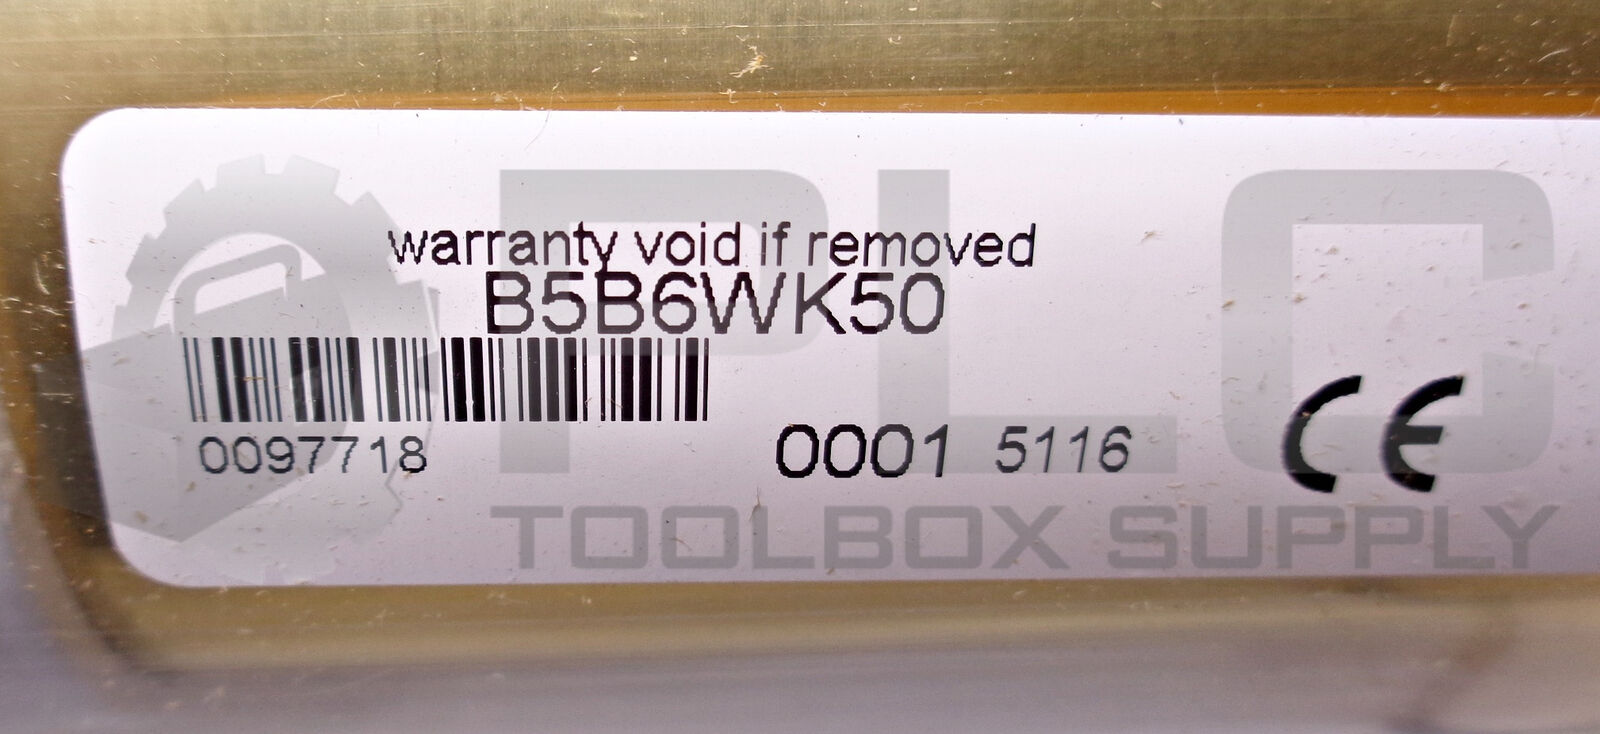 warranty void if removed
B5B6WK50
0097718
0001 5116
CE
PLC
TOOLBOX SUPPLY